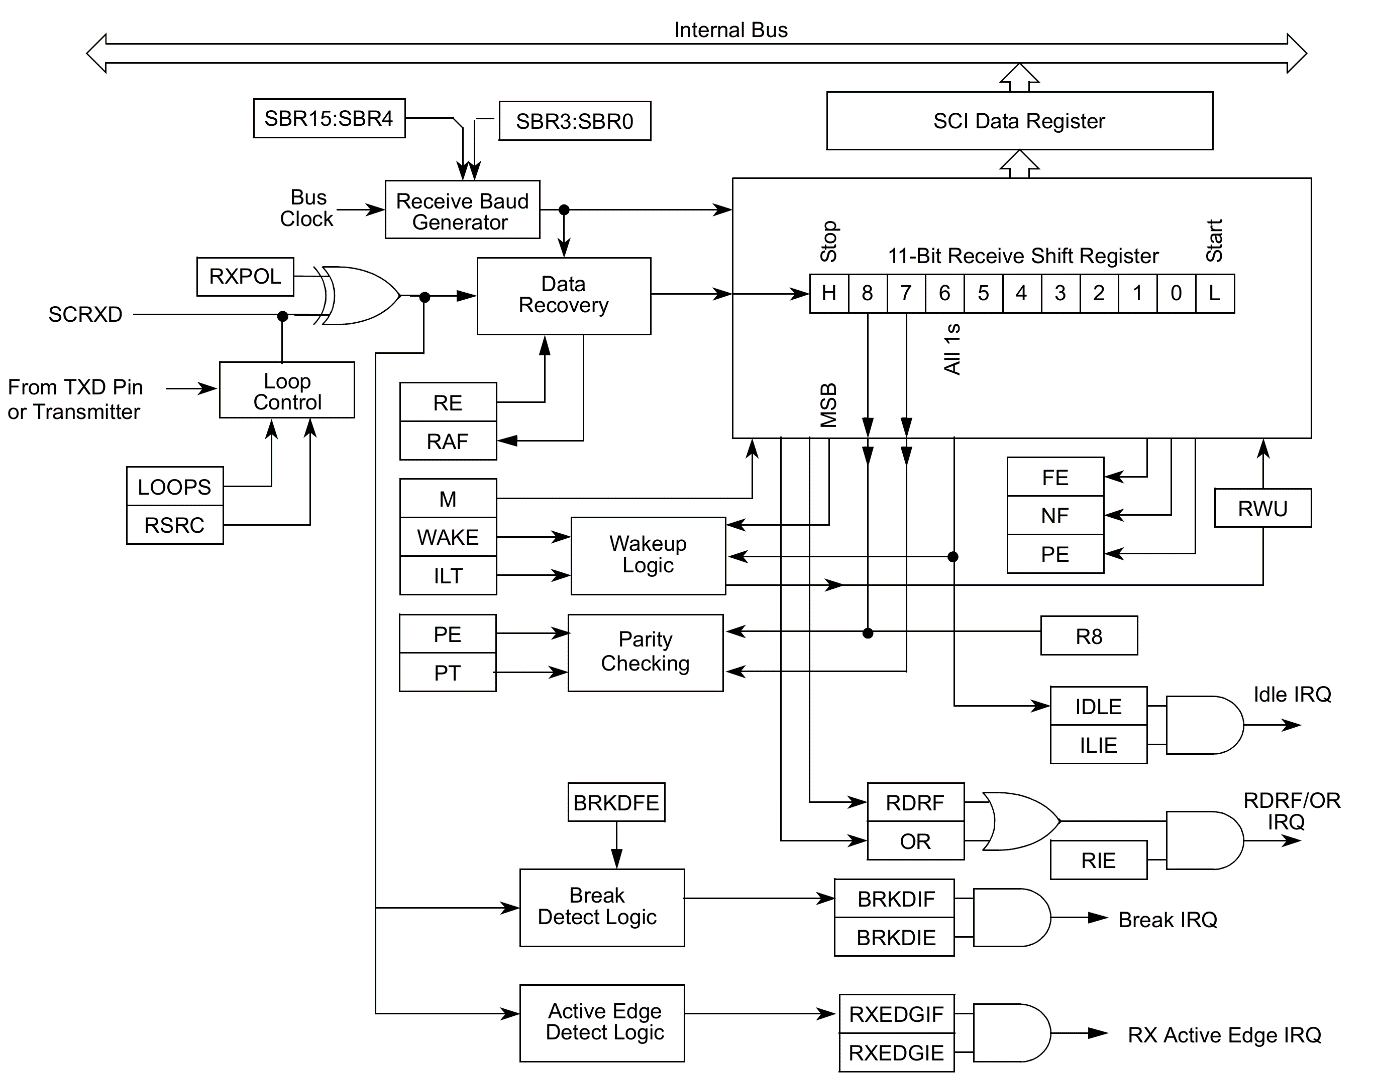 Internal Bus
SCI Data Register
SBR15:SBR4
SBR3:SBR0
Bus
Clock
Receive Baud
Generator
Stop
11-Bit Receive Shift Register
Start
RXPOL
Data
Recovery
H 8 7 6 5 4 3 2 1 0 L
SCRXD
All 1s
MSB
From TXD Pin
or Transmitter
Loop
Control
RE
RAF
LOOPS
RSRC
M
WAKE
ILT
Wakeup
Logic
FE
NF
PE
RWU
PE
PT
Parity
Checking
R8
IDLE
ILIE
Idle IRQ
BRKDFE
RDRF
OR
RIE
RDRF/OR
IRQ
Break
Detect Logic
BRKDIF
BRKDIE
Break IRQ
Active Edge
Detect Logic
RXEDGIF
RXEDGIE
RX Active Edge IRQ